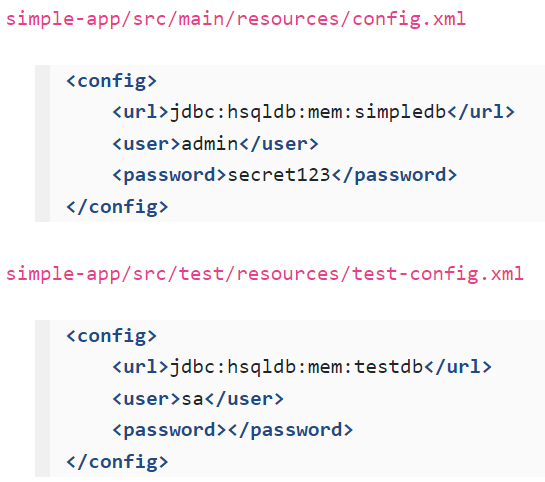 simple-app/src/main/resources/config.xml
<config>
<url>jdbc:hsqldb:mem:simpledb</url>
<user>admin</user>
<password>secret123</password>
</config>
simple-app/src/test/resources/test-config.xml
<config>
<url>jdbc:hsqldb:mem:testdb</url>
<user>sa</user>
<password></password>
</config>